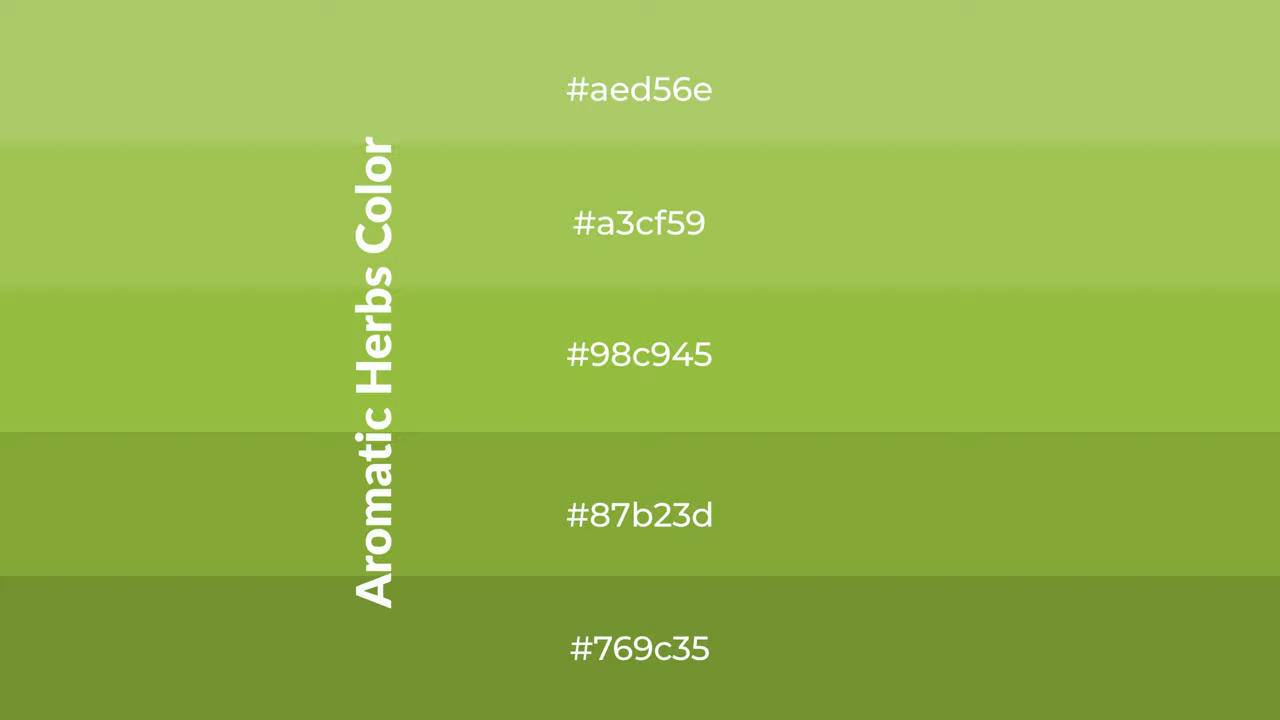 Aromatic Herbs Color
#aed56e
#a3cf59
#98c945
#87b23d
#769c35